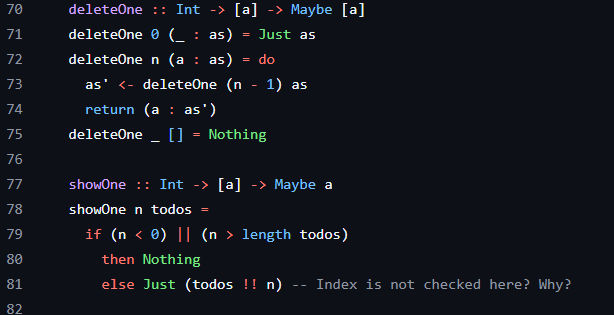 70 deleteOne :: Int -> [a] -> Maybe [a]
71 deleteOne 0 (_ : as) = Just as
72 deleteOne n (a : as) = do
73   as' <- deleteOne (n - 1) as
74   return (a : as')
75 deleteOne _ [] = Nothing
76
77 showOne :: Int -> [a] -> Maybe a
78 showOne n todos =
79   if (n < 0) || (n > length todos)
80     then Nothing
81     else Just (todos !! n) -- Index is not checked here? Why?
82